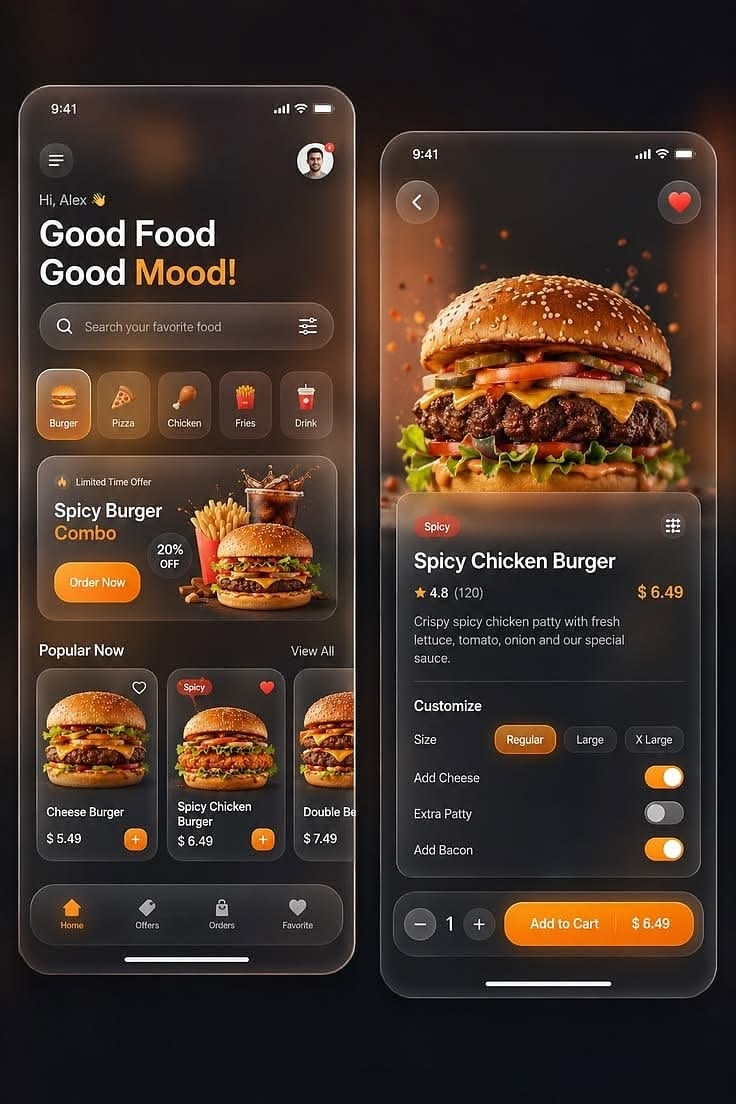 9:41
Hi, Alex 👋
Good Food
Good Mood!
Search your favorite food
Burger
Pizza
Chicken
Fries
Drink
Limited Time Offer
Spicy Burger
Combo
20%
OFF
Order Now
Popular Now
View All
Cheese Burger
$ 5.49
+
Spicy
Spicy Chicken
Burger
$ 6.49
+
Double Be
$ 7.49
Home
Offers
Orders
Favorite
9:41
Spicy
Spicy Chicken Burger
4.8 (120)
$ 6.49
Crispy spicy chicken patty with fresh
lettuce, tomato, onion and our special
sauce.
Customize
Size
Regular
Large
X Large
Add Cheese
Extra Patty
Add Bacon
− 1 +
Add to Cart
$ 6.49